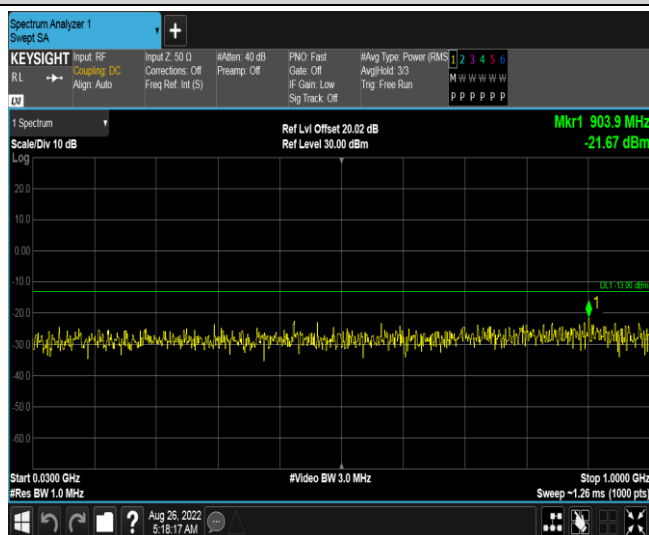 Spectrum Analyzer 1
Swept SA
+
KEYSIGHT Input: RF Input Z: 50 Ω #Atten: 40 dB PNO: Fast #Avg Type: Power (RMS 1 2 3 4 5 6
RL Coupling: DC Corrections: Off Preamp: Off Gate: Off Avg|Hold: 3/3 M W W W W W
Align: Auto Freq Ref: Int (S) IF Gain: Low Trig: Free Run
Sig Track: Off P P P P P P
LXI
1 Spectrum Ref Lvl Offset 20.02 dB Mkr1 903.9 MHz
Scale/Div 10 dB Ref Level 30.00 dBm -21.67 dBm
Log
20.0
10.0
0.00
-10.0
DL1 -13.00 dBm
1
-20.0
-30.0
-40.0
-50.0
-60.0
Start 0.0300 GHz #Video BW 3.0 MHz Stop 1.0000 GHz
#Res BW 1.0 MHz Sweep ~1.26 ms (1000 pts)
? Aug 26, 2022
5:18:17 AM